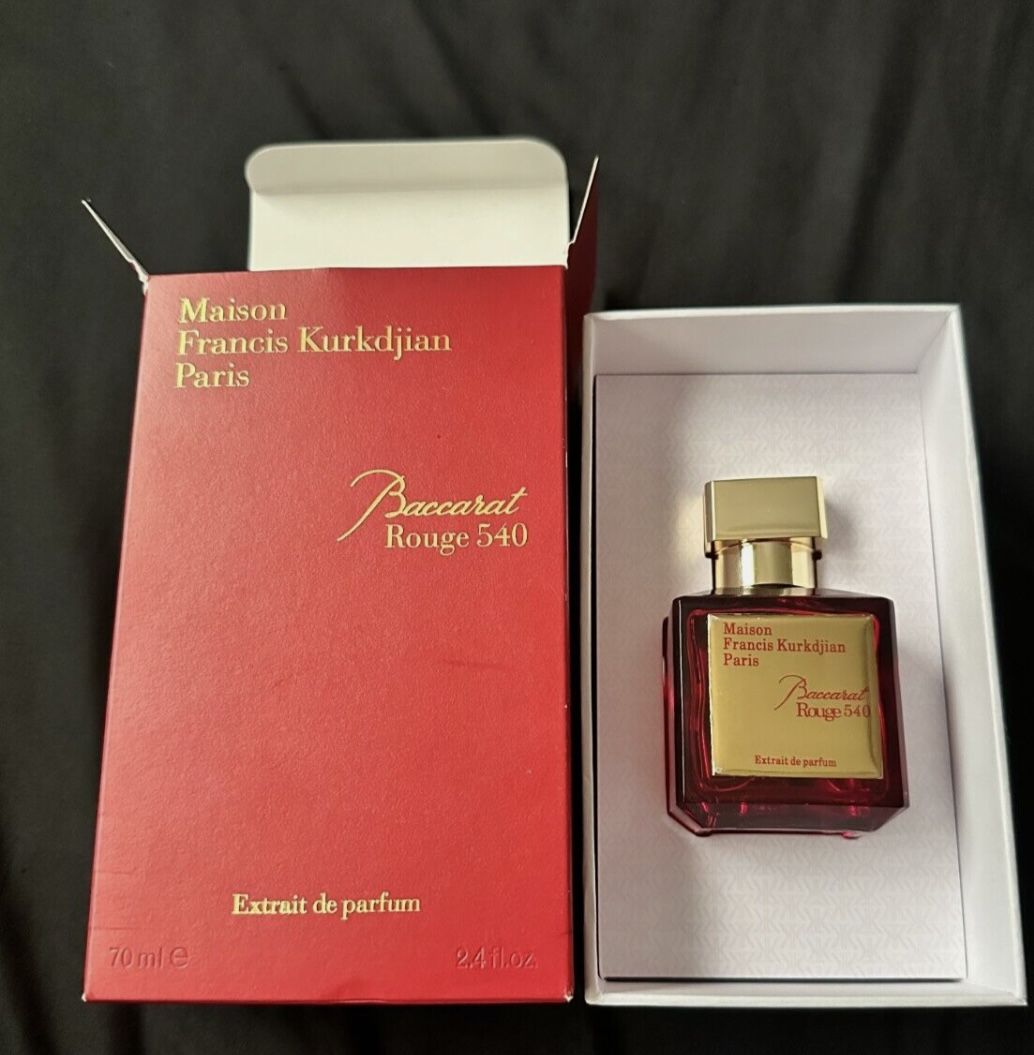 Maison
Francis Kurkdjian
Paris
Baccarat
Rouge 540
Extrait de parfum
70 ml ℮
2.4 fl.oz.
Maison
Francis Kurkdjian
Paris
Baccarat
Rouge 540
Extrait de parfum